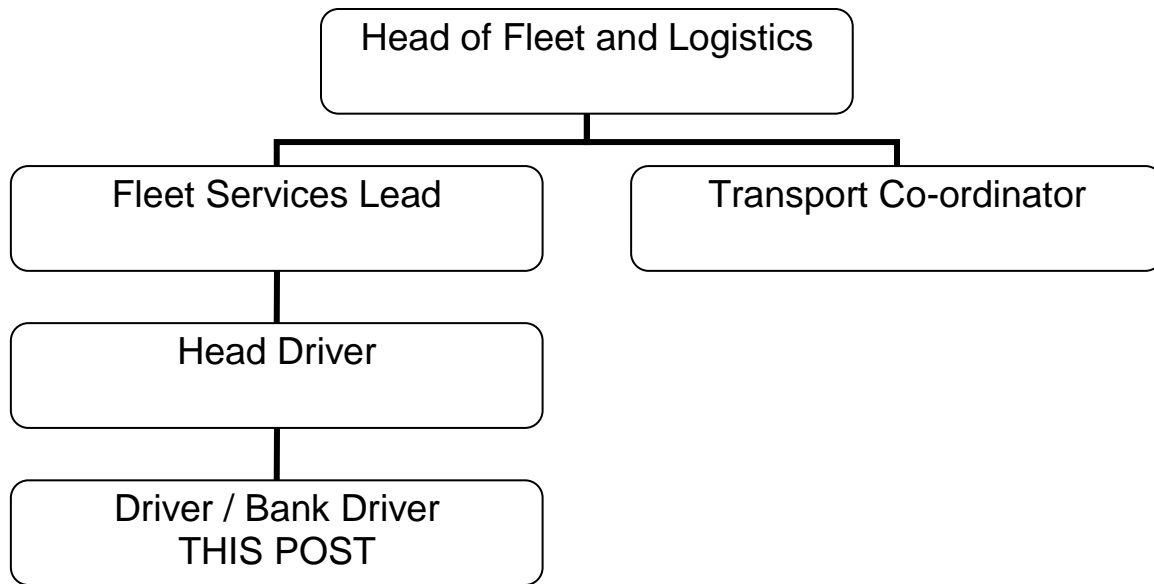 Head of Fleet and Logistics
Fleet Services Lead
Transport Co-ordinator
Head Driver
Driver / Bank Driver
THIS POST